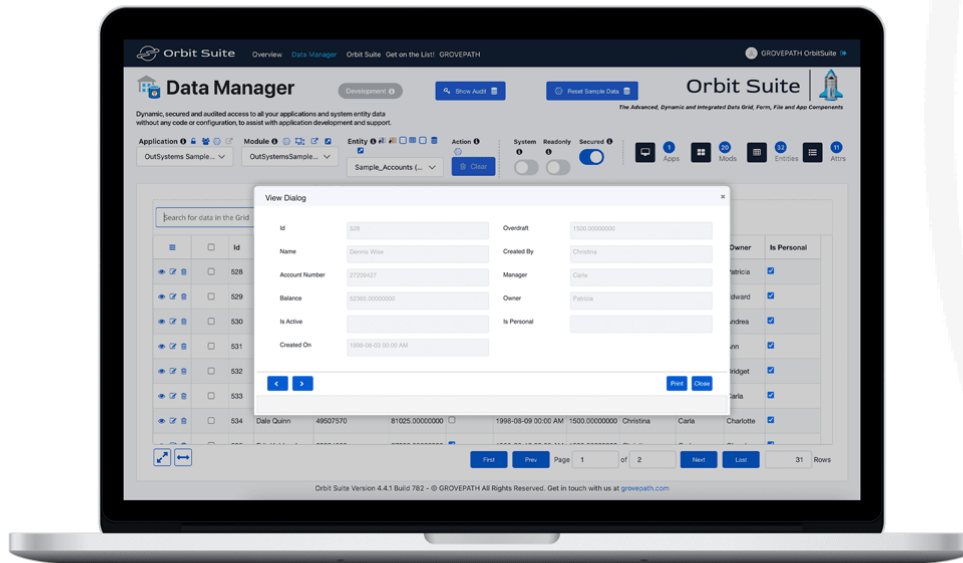 Orbit Suite Overview Data Manager Orbit Suite Get on the List! GROVEPATH GROVEPATH OrbitSuite
Data Manager Development Show Audit Reset Sample Data Orbit Suite
The Advanced, Dynamic and Integrated Data Grid, Form, File and App Components
Dynamic, secured and audited access to all your applications and system entity data
without any code or configuration, to assist with application development and support.
Application Module Entity Action System Readonly Secured
OutSystems Sample... OutSystemsSample... Sample_Accounts (... Clear
1 Apps 20 Mods 32 Entities 11 Attrs
View Dialog
Search for data in the Grid
Id 528 Overdraft 1500.00000000
Name Dennis Wise Created By Christina
Account Number Manager Carla
Balance Owner Patricia
Is Active Is Personal
Created On
Print Close
Id Owner Is Personal
528 Patricia
529 Edward
530 Andrea
531 Ann
532 Bridget
533 Carla
534 Dale Quinn 49507570 81025.00000000 1996-08-09 00:00 AM 1500.00000000 Christina Carla Charlotte
First Prev Page 1 of 2 Next Last 31 Rows
Orbit Suite Version 4.4.1 Build 782 - © GROVEPATH All Rights Reserved. Get in touch with us at grovepath.com